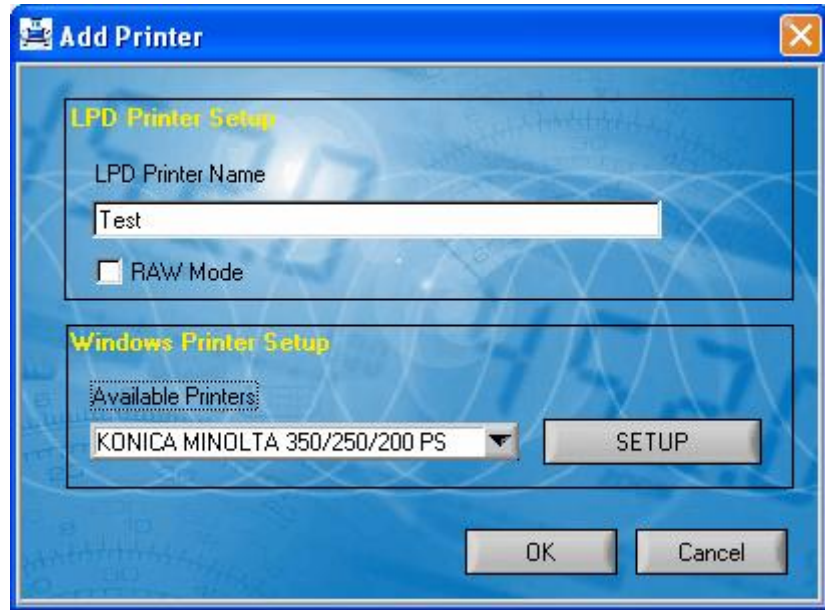 Add Printer
LPD Printer Setup
LPD Printer Name
Test
RAW Mode
Windows Printer Setup
Available Printers
KONICA MINOLTA 350/250/200 PS
SETUP
OK
Cancel